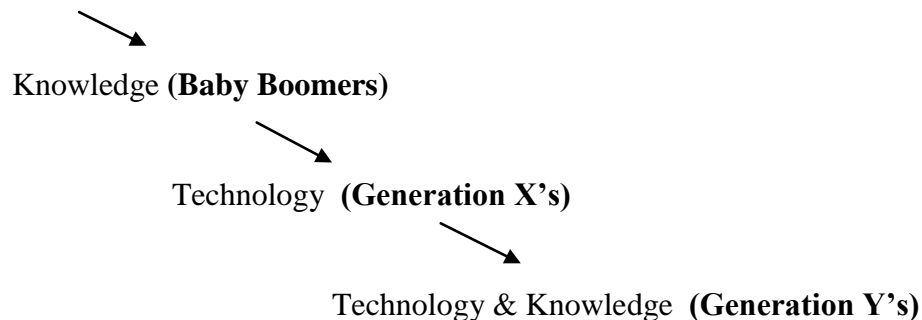 Knowledge (Baby Boomers)
Technology (Generation X’s)
Technology & Knowledge (Generation Y’s)